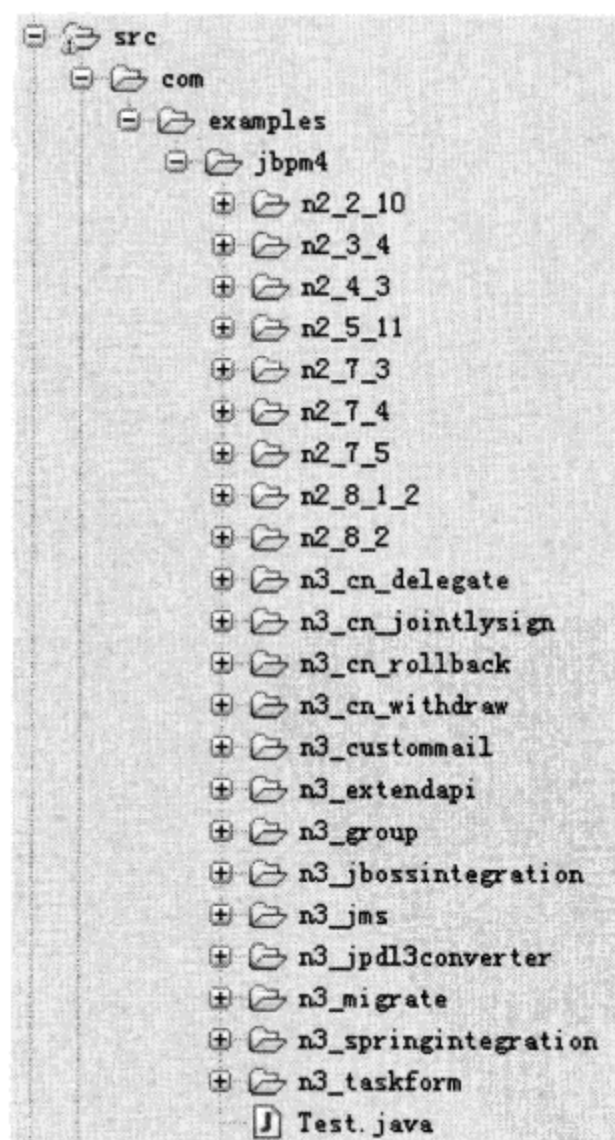 src
com
examples
jbpm4
n2_2_10
n2_3_4
n2_4_3
n2_5_11
n2_7_3
n2_7_4
n2_7_5
n2_8_1_2
n2_8_2
n3_cn_delegate
n3_cn_jointlysign
n3_cn_rollback
n3_cn_withdraw
n3_custommail
n3_extendapi
n3_group
n3_jbossintegration
n3_jms
n3_jpdl3converter
n3_migrate
n3_springintegration
n3_taskform
J Test.java